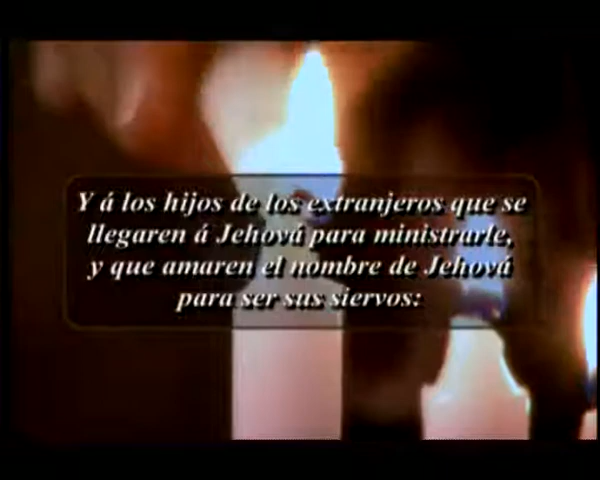 Y á los hijos de los extranjeros que se
llegaren á Jehová para ministrarle,
y que amaren el nombre de Jehová
para ser sus siervos: